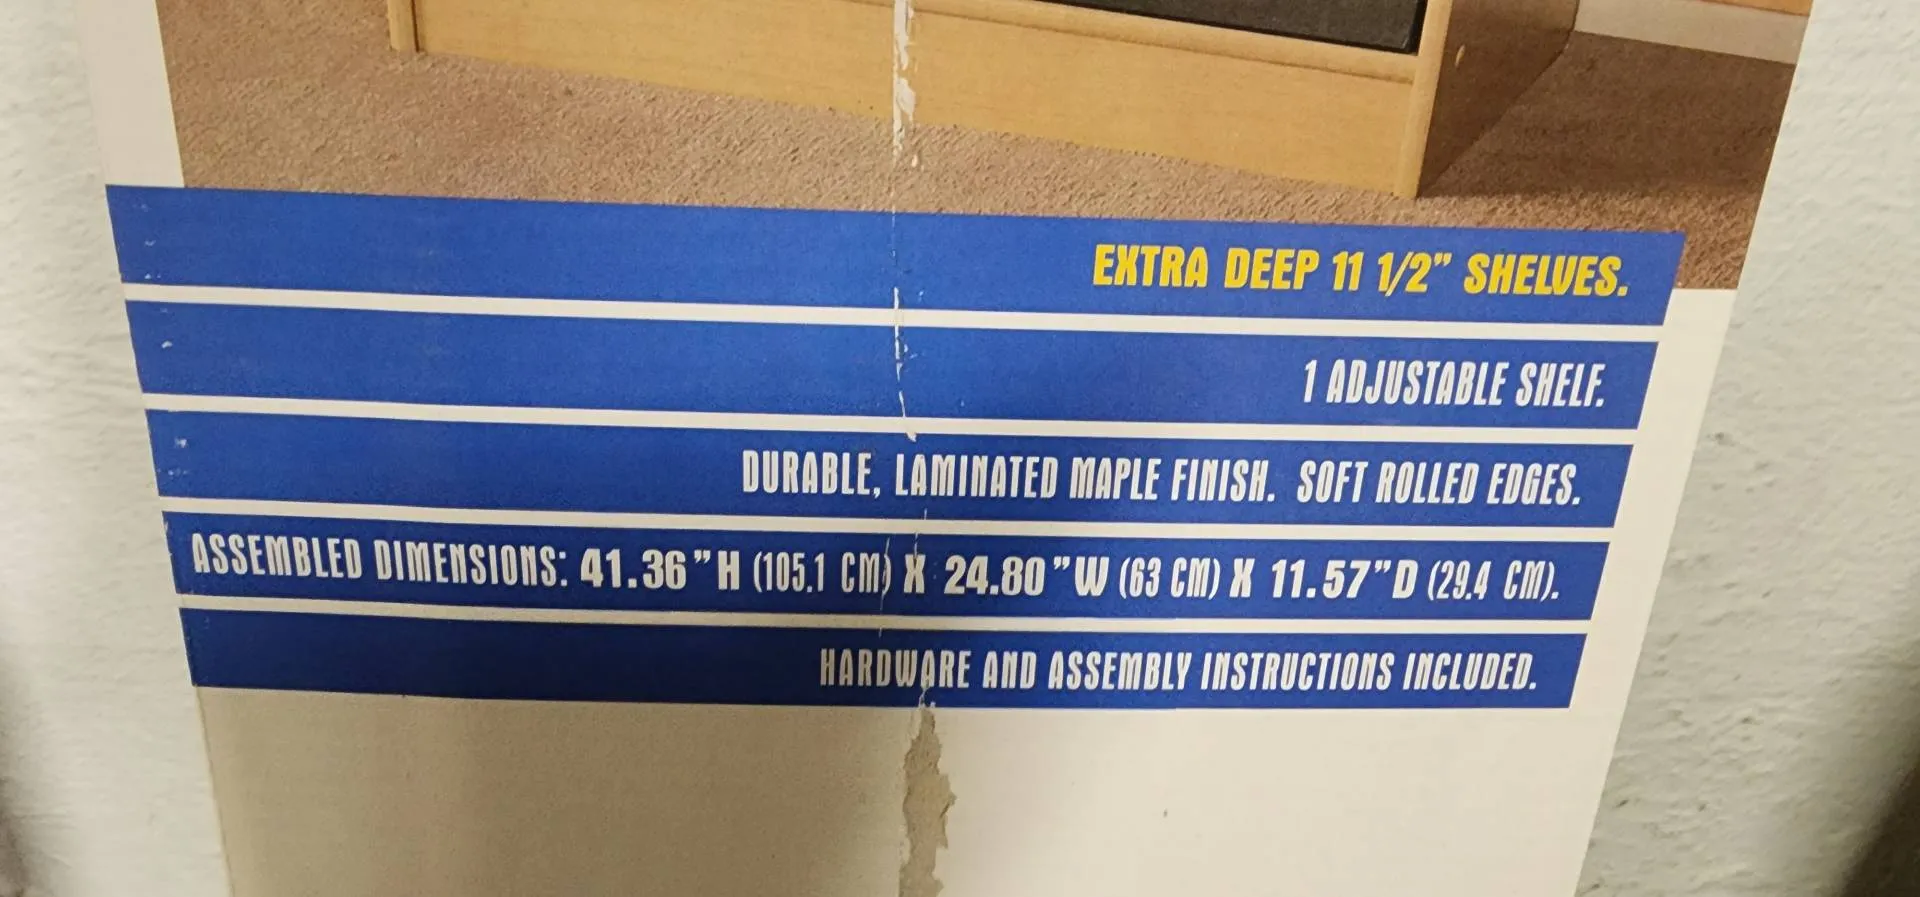 EXTRA DEEP 11 1/2” SHELVES.
1 ADJUSTABLE SHELF.
DURABLE, LAMINATED MAPLE FINISH. SOFT ROLLED EDGES.
ASSEMBLED DIMENSIONS: 41.36”H (105.1 CM) X 24.80”W (63 CM) X 11.57”D (29.4 CM).
HARDWARE AND ASSEMBLY INSTRUCTIONS INCLUDED.